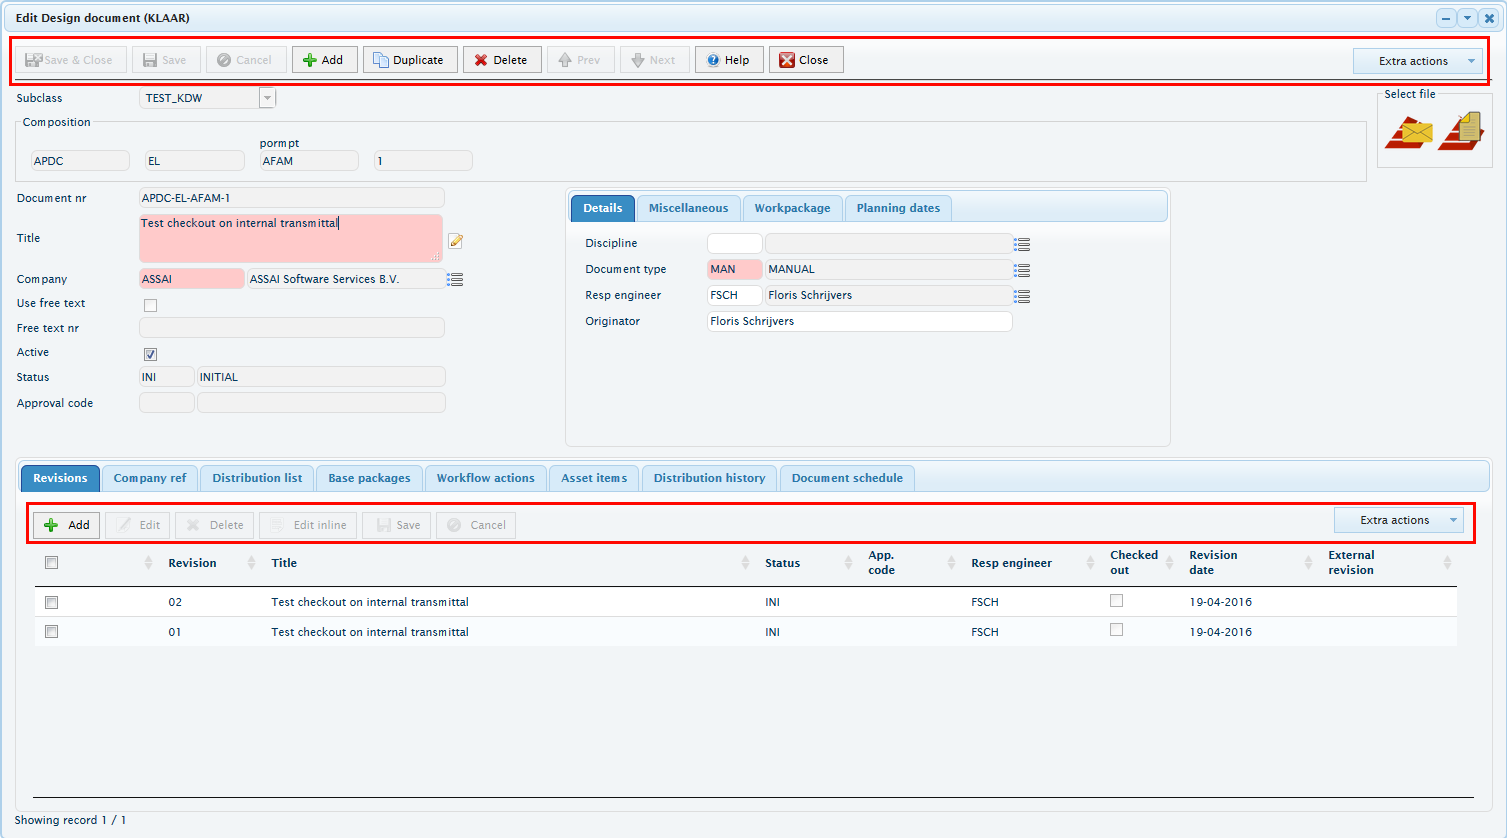 Edit Design document (KLAAR)
Save & Close Save Cancel Add Duplicate Delete Prev Next Help Close Extra actions
Subclass TEST_KDW
Select file
Composition
pormpt
APDC EL AFAM 1
Document nr APDC-EL-AFAM-1
Title Test checkout on internal transmittal
Company ASSAI ASSAI Software Services B.V.
Use free text
Free text nr
Active
Status INI INITIAL
Approval code
Details Miscellaneous Workpackage Planning dates
Discipline
Document type MAN MANUAL
Resp engineer FSCH Floris Schrijvers
Originator Floris Schrijvers
Revisions Company ref Distribution list Base packages Workflow actions Asset items Distribution history Document schedule
Add Edit Delete Edit inline Save Cancel Extra actions
Revision Title Status App. code Resp engineer Checked out Revision date External revision
02 Test checkout on internal transmittal INI FSCH 19-04-2016
01 Test checkout on internal transmittal INI FSCH 19-04-2016
Showing record 1 / 1